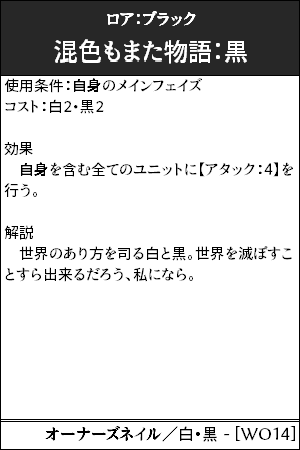 ロア：ブラック
混色もまた物語：黒
使用条件：自身のメインフェイズ
コスト：白2・黒2
効果
　自身を含む全てのユニットに【アタック：4】を
行う。
解説
　世界のあり方を司る白と黒。世界を滅ぼすこ
とすら出来るだろう、私になら。
オーナーズネイル／白・黒 - [WO14]